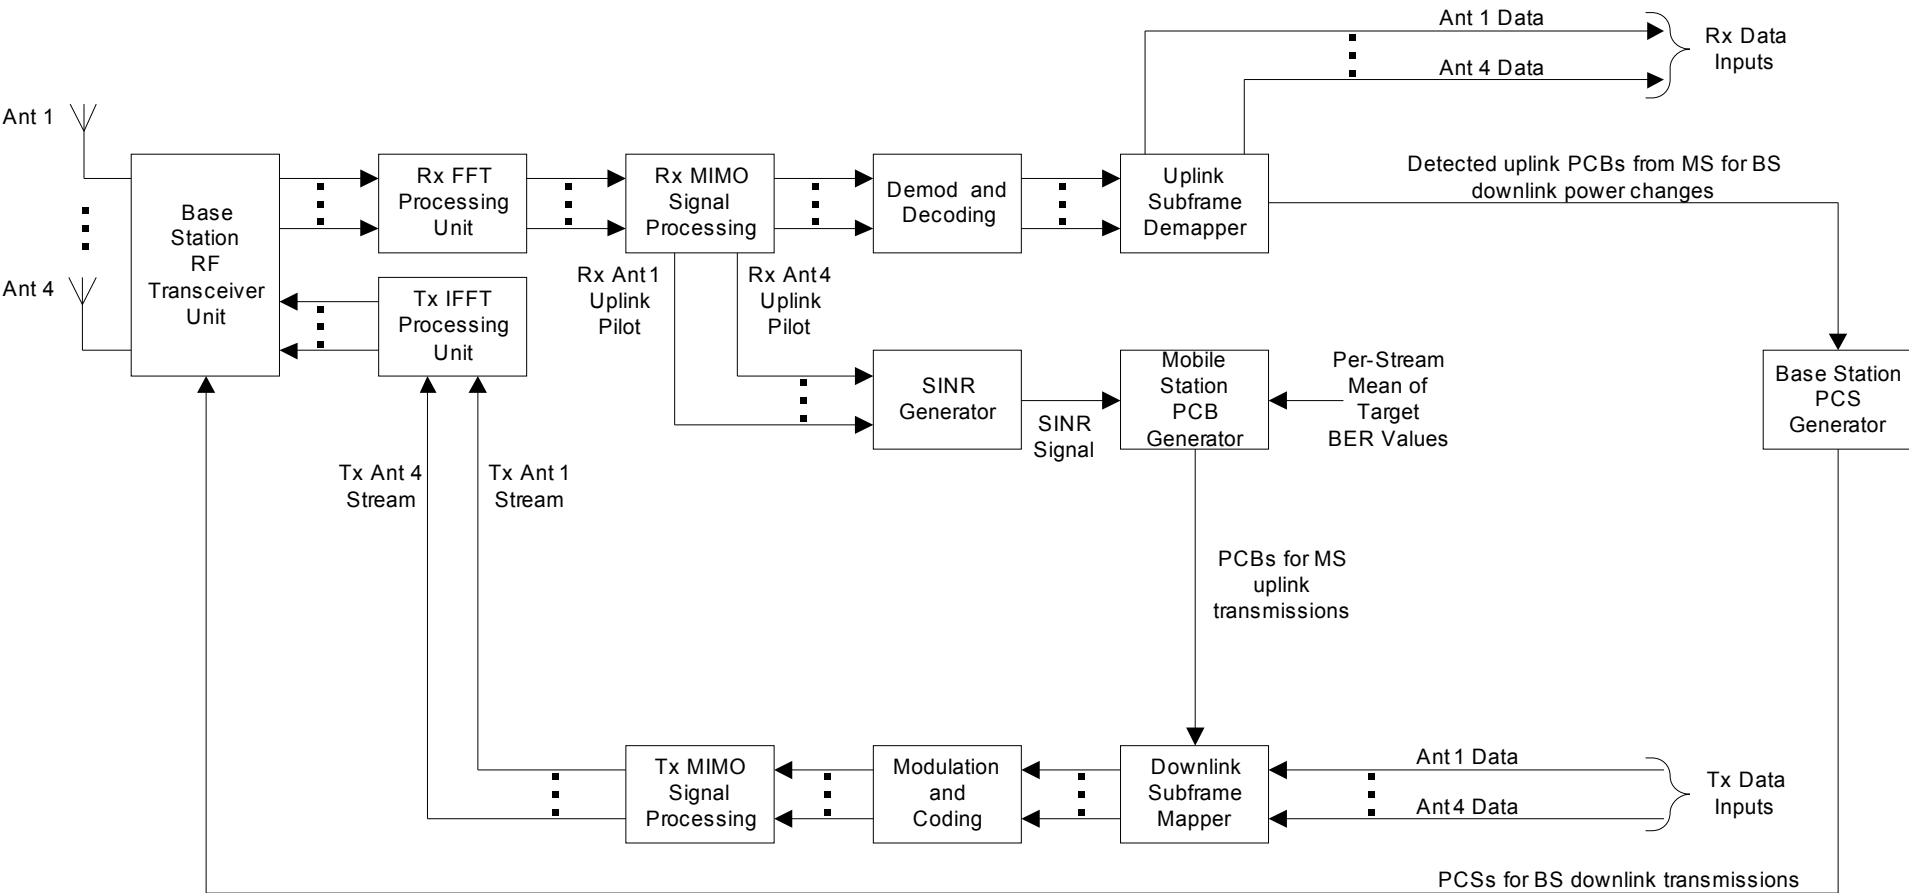 Ant 1 Data
Ant 4 Data
Rx Data
Inputs
Ant 1
Ant 4
Base
Station
RF
Transceiver
Unit
Rx FFT
Processing
Unit
Rx MIMO
Signal
Processing
Demod and
Decoding
Uplink
Subframe
Demapper
Detected uplink PCBs from MS for BS
downlink power changes
Tx IFFT
Processing
Unit
Rx Ant 1
Uplink
Pilot
Rx Ant 4
Uplink
Pilot
SINR
Generator
SINR
Signal
Mobile
Station
PCB
Generator
Per-Stream
Mean of
Target
BER Values
Base Station
PCS
Generator
Tx Ant 4
Stream
Tx Ant 1
Stream
PCBs for MS
uplink
transmissions
Tx MIMO
Signal
Processing
Modulation
and
Coding
Downlink
Subframe
Mapper
Ant 1 Data
Ant 4 Data
Tx Data
Inputs
PCSs for BS downlink transmissions